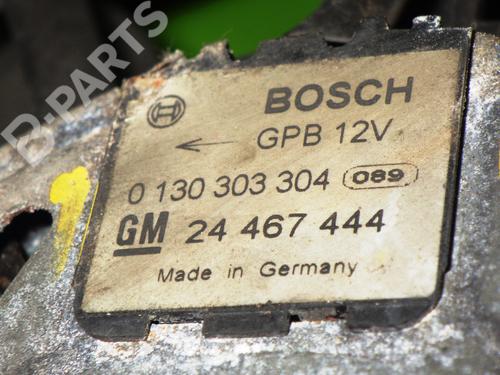 BOSCH
GPB 12V
0 130 303 304 089
GM 24 467 444
Made in Germany
B-PARTS